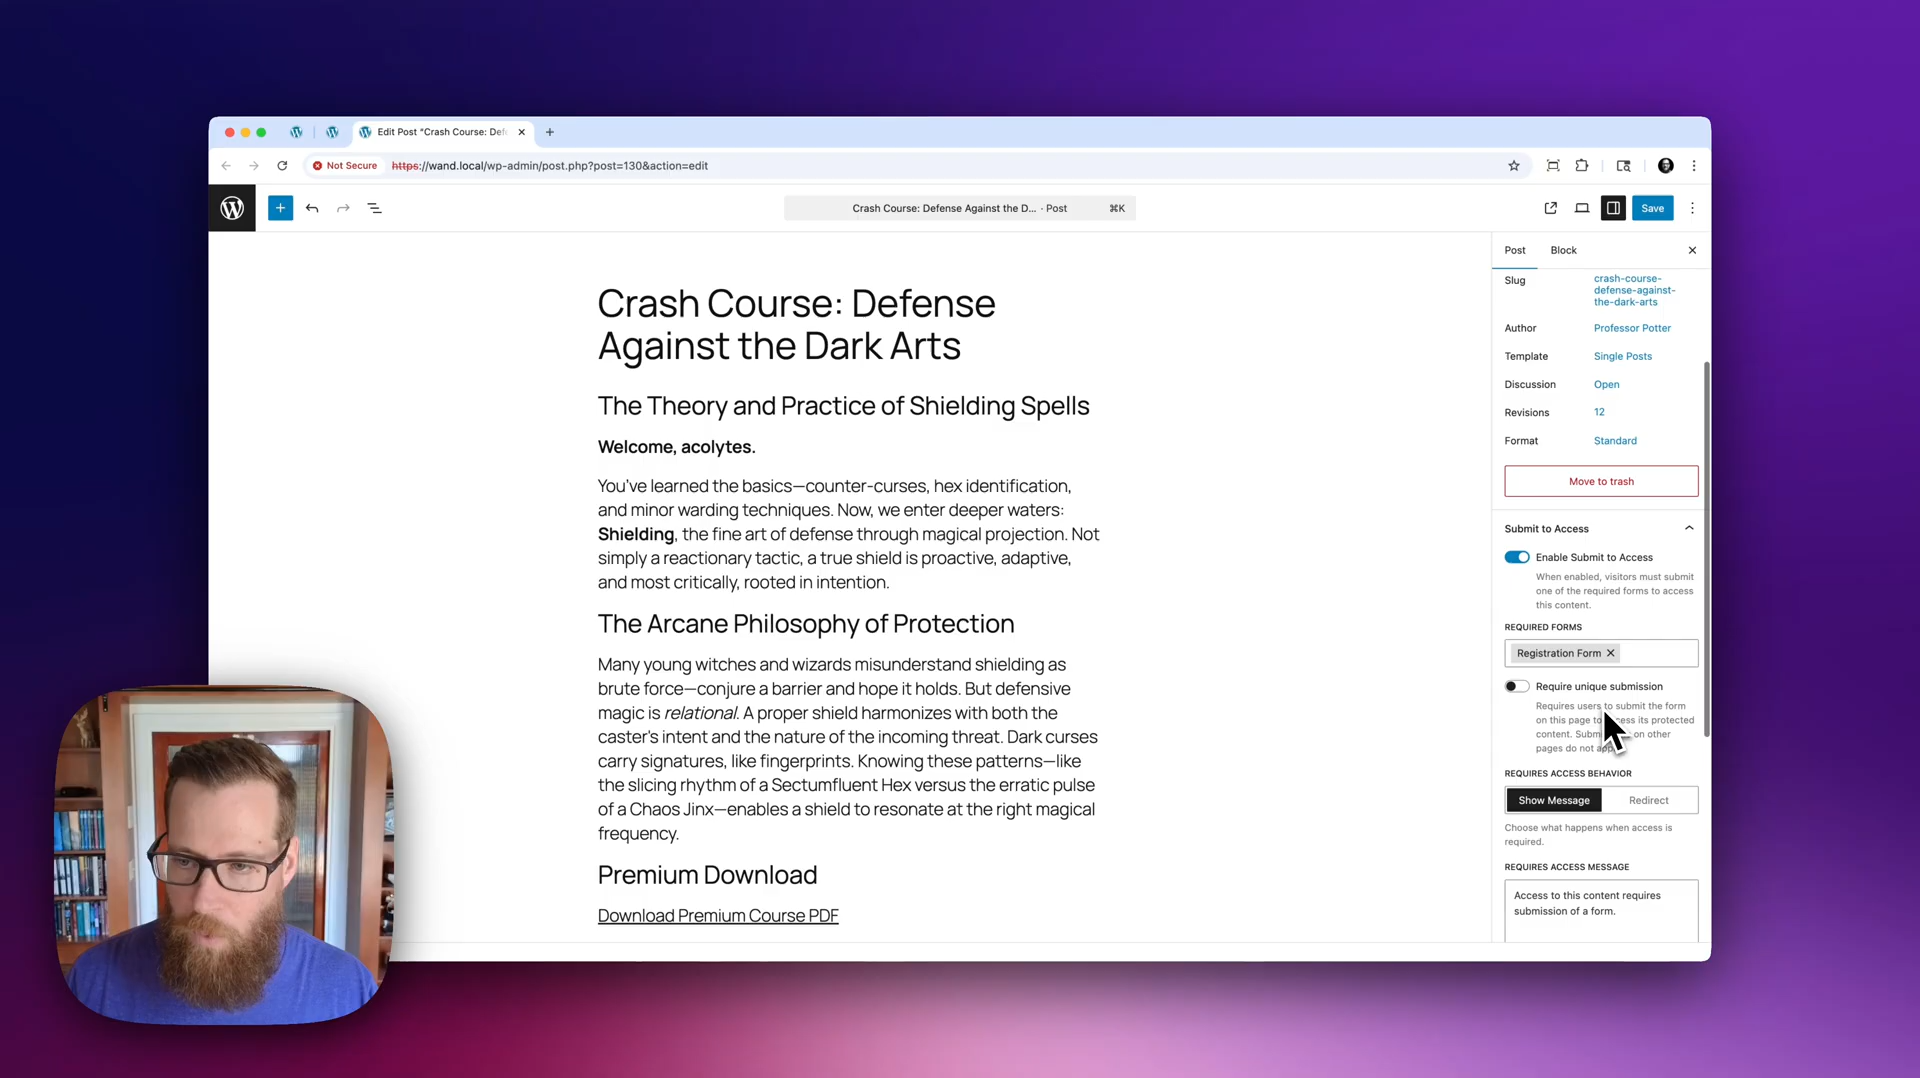 Edit Post “Crash Course: Def
Not Secure https://wand.local/wp-admin/post.php?post=130&action=edit
Crash Course: Defense Against the D... · Post ⌘K
Save
Crash Course: Defense
Against the Dark Arts
The Theory and Practice of Shielding Spells
Welcome, acolytes.
You’ve learned the basics—counter-curses, hex identification,
and minor warding techniques. Now, we enter deeper waters:
Shielding, the fine art of defense through magical projection. Not
simply a reactionary tactic, a true shield is proactive, adaptive,
and most critically, rooted in intention.
The Arcane Philosophy of Protection
Many young witches and wizards misunderstand shielding as
brute force—conjure a barrier and hope it holds. But defensive
magic is relational. A proper shield harmonizes with both the
caster’s intent and the nature of the incoming threat. Dark curses
carry signatures, like fingerprints. Knowing these patterns—like
the slicing rhythm of a Sectumfluent Hex versus the erratic pulse
of a Chaos Jinx—enables a shield to resonate at the right magical
frequency.
Premium Download
Download Premium Course PDF
Post Block
Slug crash-course-
defense-against-
the-dark-arts
Author Professor Potter
Template Single Posts
Discussion Open
Revisions 12
Format Standard
Move to trash
Submit to Access
Enable Submit to Access
When enabled, visitors must submit
one of the required forms to access
this content.
REQUIRED FORMS
Registration Form
Require unique submission
Requires users to submit the form
on this page to its protected
content. on other
pages do not
REQUIRES ACCESS BEHAVIOR
Show Message Redirect
Choose what happens when access is
required.
REQUIRES ACCESS MESSAGE
Access to this content requires
submission of a form.